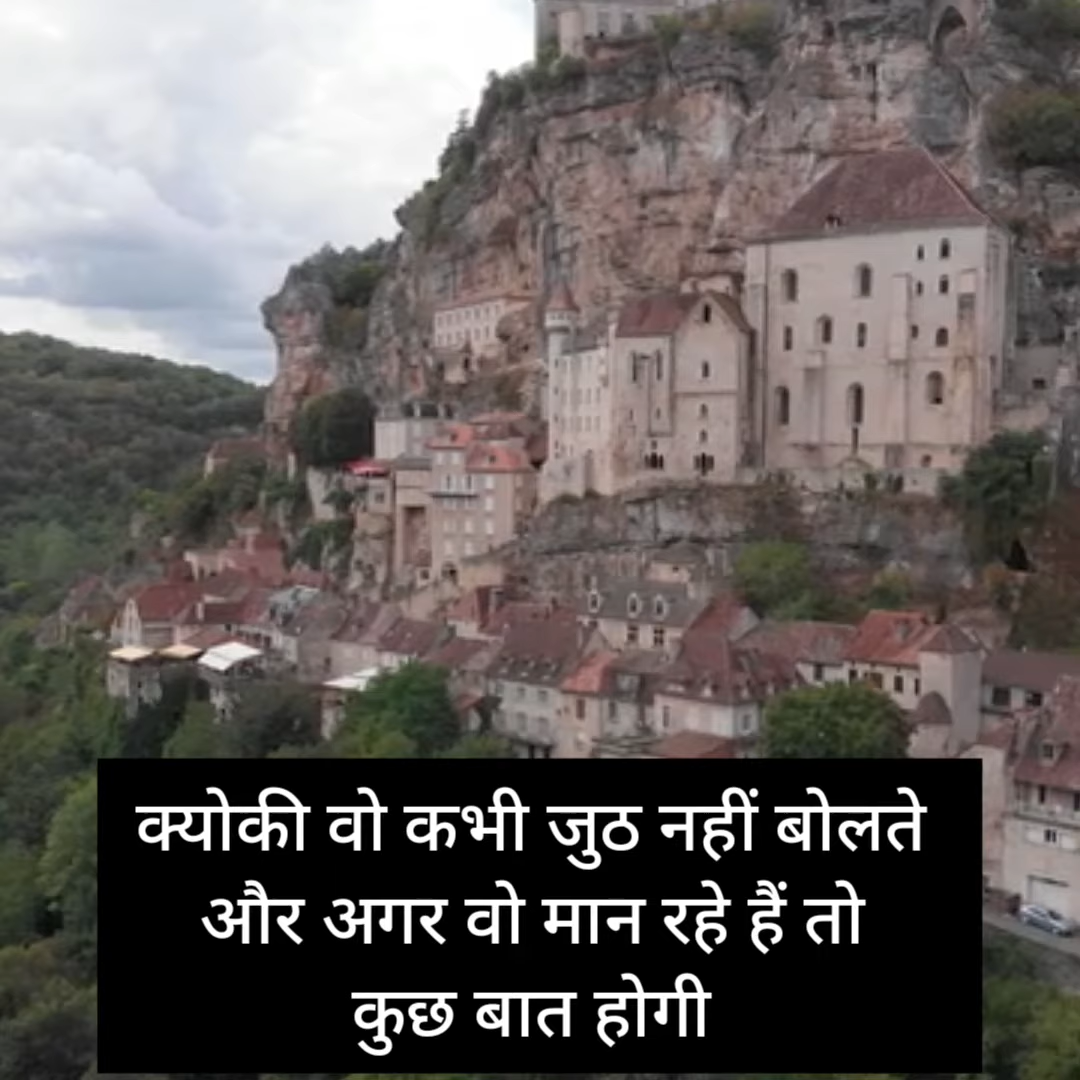 क्योकी वो कभी जुठ नहीं बोलते
और अगर वो मान रहे हैं तो
कुछ बात होगी